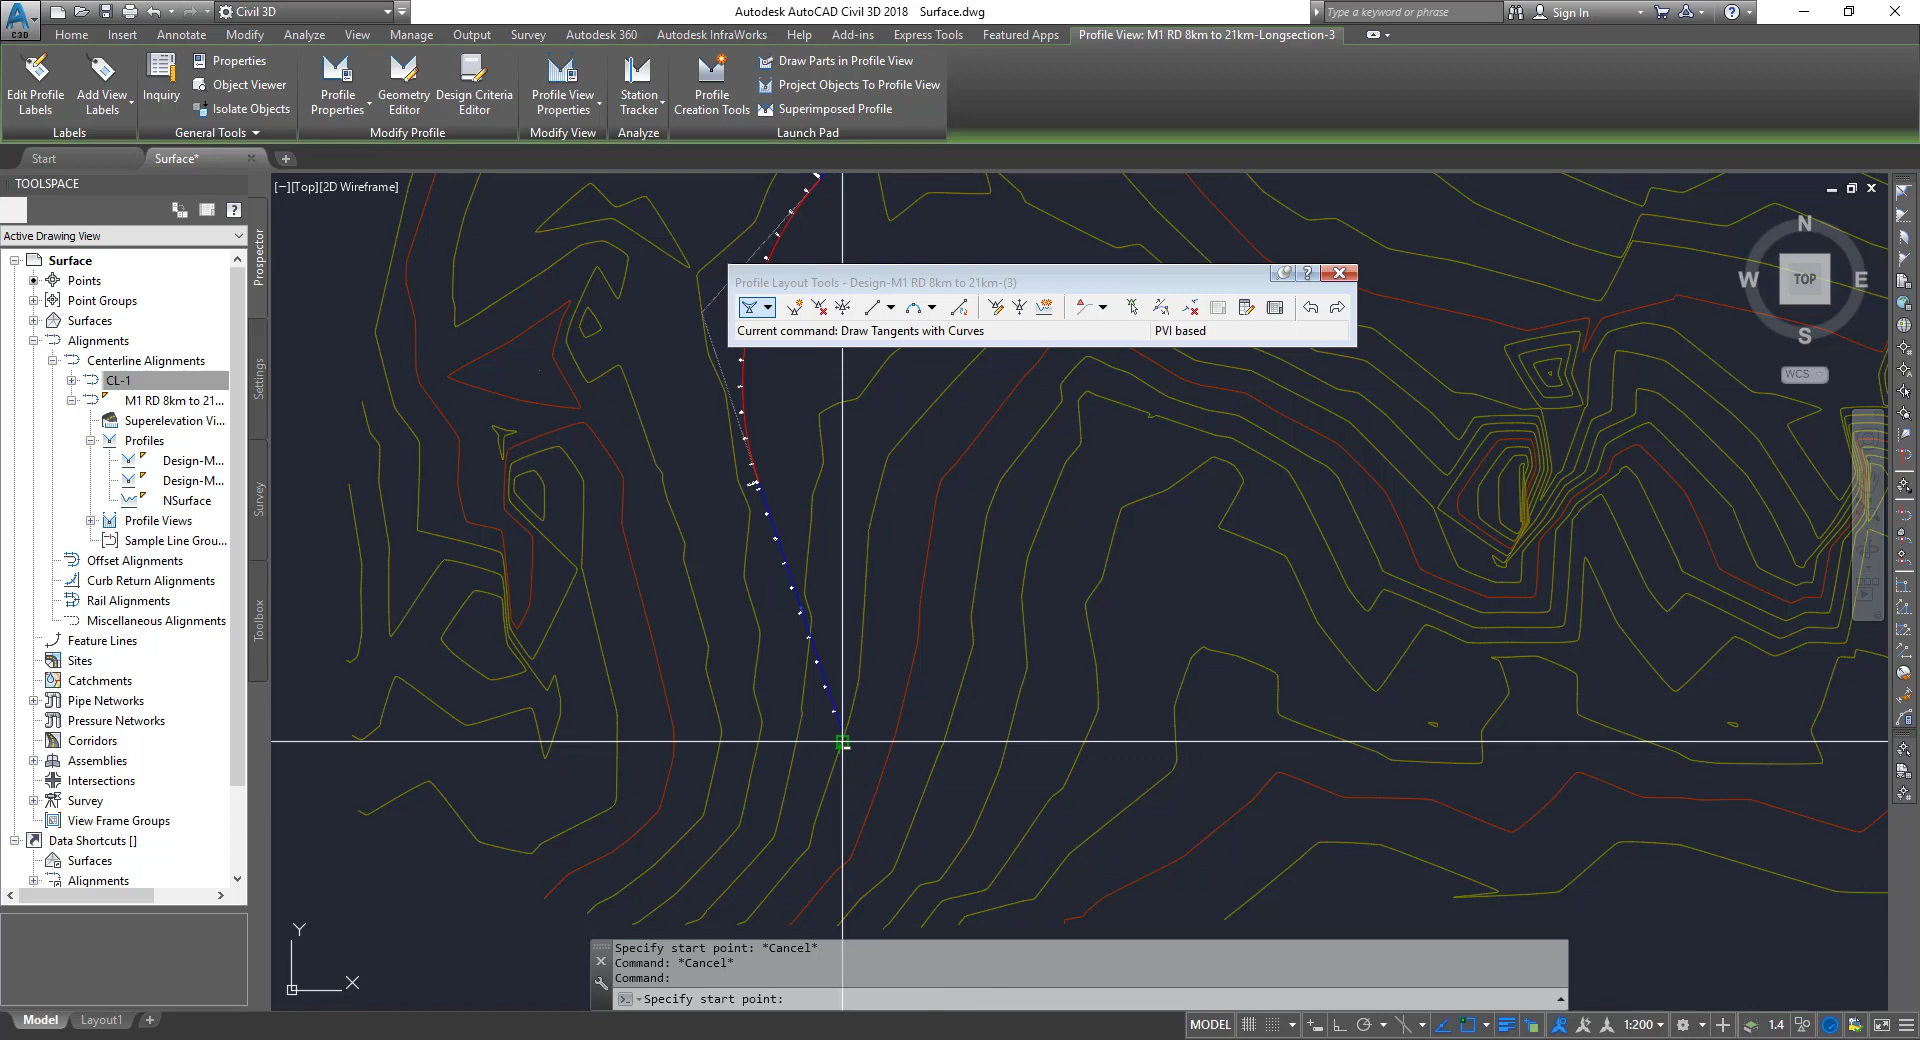 Civil 3D
Autodesk AutoCAD Civil 3D 2018 Surface.dwg
Type a keyword or phrase
Sign In
C3D
Home Insert Annotate Modify Analyze View Manage Output Survey Autodesk 360 Autodesk InfraWorks Help Add-ins Express Tools Featured Apps Profile View: M1 RD 8km to 21km-Longsection-3
Edit Profile Labels
Add View Labels
Labels
Inquiry
Properties
Object Viewer
Isolate Objects
General Tools
Profile Properties
Geometry Editor
Design Criteria Editor
Modify Profile
Profile View Properties
Modify View
Station Tracker
Analyze
Profile Creation Tools
Draw Parts in Profile View
Project Objects To Profile View
Superimposed Profile
Launch Pad
Start
Surface*
TOOLSPACE
Active Drawing View
Surface
Points
Point Groups
Surfaces
Alignments
Centerline Alignments
CL-1
M1 RD 8km to 21...
Superelevation Vi...
Profiles
Design-M...
Design-M...
NSurface
Profile Views
Sample Line Grou...
Offset Alignments
Curb Return Alignments
Rail Alignments
Miscellaneous Alignments
Feature Lines
Sites
Catchments
Pipe Networks
Pressure Networks
Corridors
Assemblies
Intersections
Survey
View Frame Groups
Data Shortcuts []
Surfaces
Alignments
Prospector
Settings
Survey
Toolbox
[−][Top][2D Wireframe]
Profile Layout Tools - Design-M1 RD 8km to 21km-(3)
Current command: Draw Tangents with Curves
PVI based
N
W
TOP
E
S
WCS
Y
X
Specify start point: *Cancel*
Command: *Cancel*
Command:
Specify start point:
Model
Layout1
MODEL
1:200
1.4